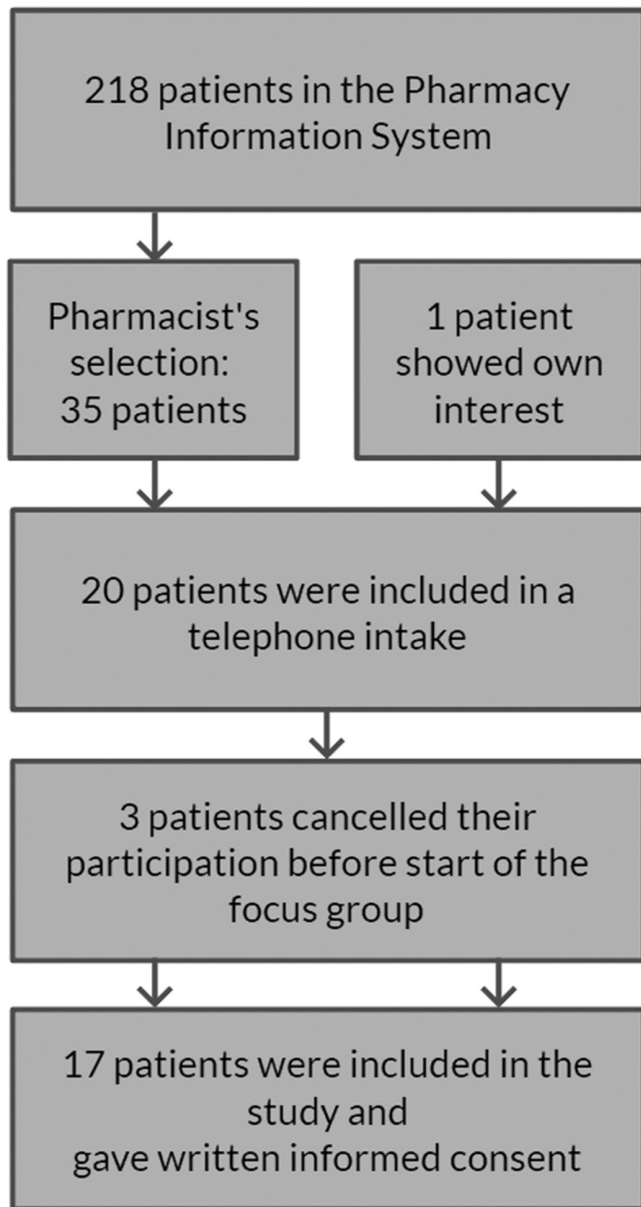 218 patients in the Pharmacy
Information System
Pharmacist's
selection:
35 patients
1 patient
showed own
interest
20 patients were included in a
telephone intake
3 patients cancelled their
participation before start of the
focus group
17 patients were included in the
study and
gave written informed consent